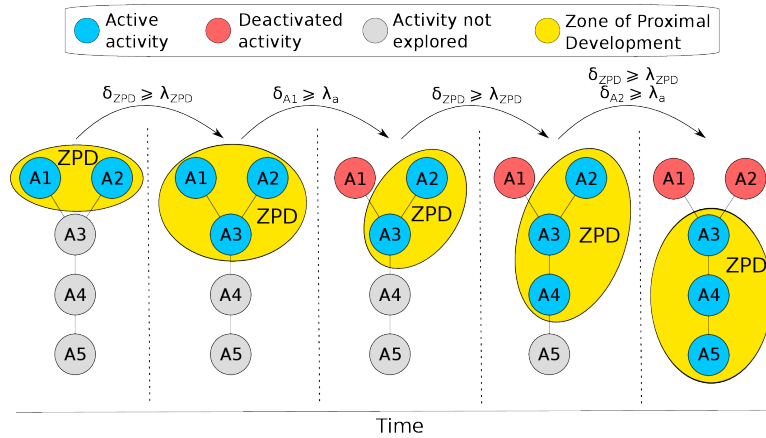 Active activity
Deactivated activity
Activity not explored
Zone of Proximal Development
δZPD ⩾ λZPD
δA1 ⩾ λa
δZPD ⩾ λZPD
δZPD ⩾ λZPD
δA2 ⩾ λa
ZPD
A1 A2
A3
A4
A5
A1 A2
A3 ZPD
A4
A5
A1 A2
A3 ZPD
A4
A5
A1 A2
A3 ZPD
A4
A5
A1 A2
A3
ZPD
A4
A5
Time